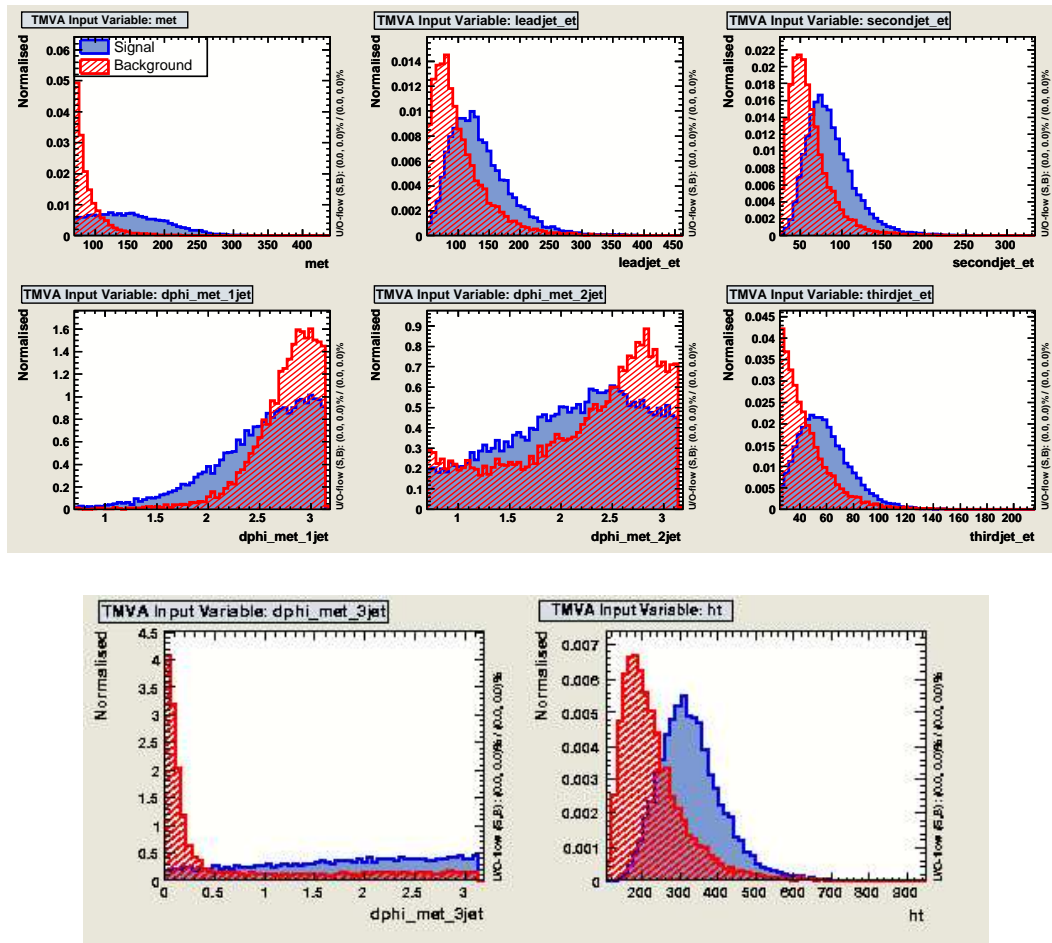 TMVA Input Variable: met
Normalised
0.06
0.05
0.04
0.03
0.02
0.01
0
Signal
Background
100 150 200 250 300 350 400
met
U/O-flow (S,B): (0.0, 0.0)% / (0.0, 0.0)%
TMVA Input Variable: leadjet_et
Normalised
0.014
0.012
0.01
0.008
0.006
0.004
0.002
0
100 150 200 250 300 350 400 450
leadjet_et
U/O-flow (S,B): (0.0, 0.0)% / (0.0, 0.0)%
TMVA Input Variable: secondjet_et
Normalised
0.022
0.02
0.018
0.016
0.014
0.012
0.01
0.008
0.006
0.004
0.002
0
50 100 150 200 250 300
secondjet_et
U/O-flow (S,B): (0.0, 0.0)% / (0.0, 0.0)%
TMVA Input Variable: dphi_met_1jet
Normalised
1.6
1.4
1.2
1
0.8
0.6
0.4
0.2
0
1 1.5 2 2.5 3
dphi_met_1jet
U/O-flow (S,B): (0.0, 0.0)% / (0.0, 0.0)%
TMVA Input Variable: dphi_met_2jet
Normalised
0.9
0.8
0.7
0.6
0.5
0.4
0.3
0.2
0.1
0
1 1.5 2 2.5 3
dphi_met_2jet
U/O-flow (S,B): (0.0, 0.0)% / (0.0, 0.0)%
TMVA Input Variable: thirdjet_et
Normalised
0.045
0.04
0.035
0.03
0.025
0.02
0.015
0.01
0.005
0
40 60 80 100 120 140 160 180 200
thirdjet_et
U/O-flow (S,B): (0.0, 0.0)% / (0.0, 0.0)%
TMVA Input Variable: dphi_met_3jet
Normalised
4.5
4
3.5
3
2.5
2
1.5
1
0.5
0
0 0.5 1 1.5 2 2.5 3
dphi_met_3jet
U/O-flow (S,B): (0.0, 0.0)% / (0.0, 0.0)%
TMVA Input Variable: ht
Normalised
0.007
0.006
0.005
0.004
0.003
0.002
0.001
0
200 300 400 500 600 700 800 900
ht
U/O-flow (S,B): (0.0, 0.0)% / (0.0, 0.0)%